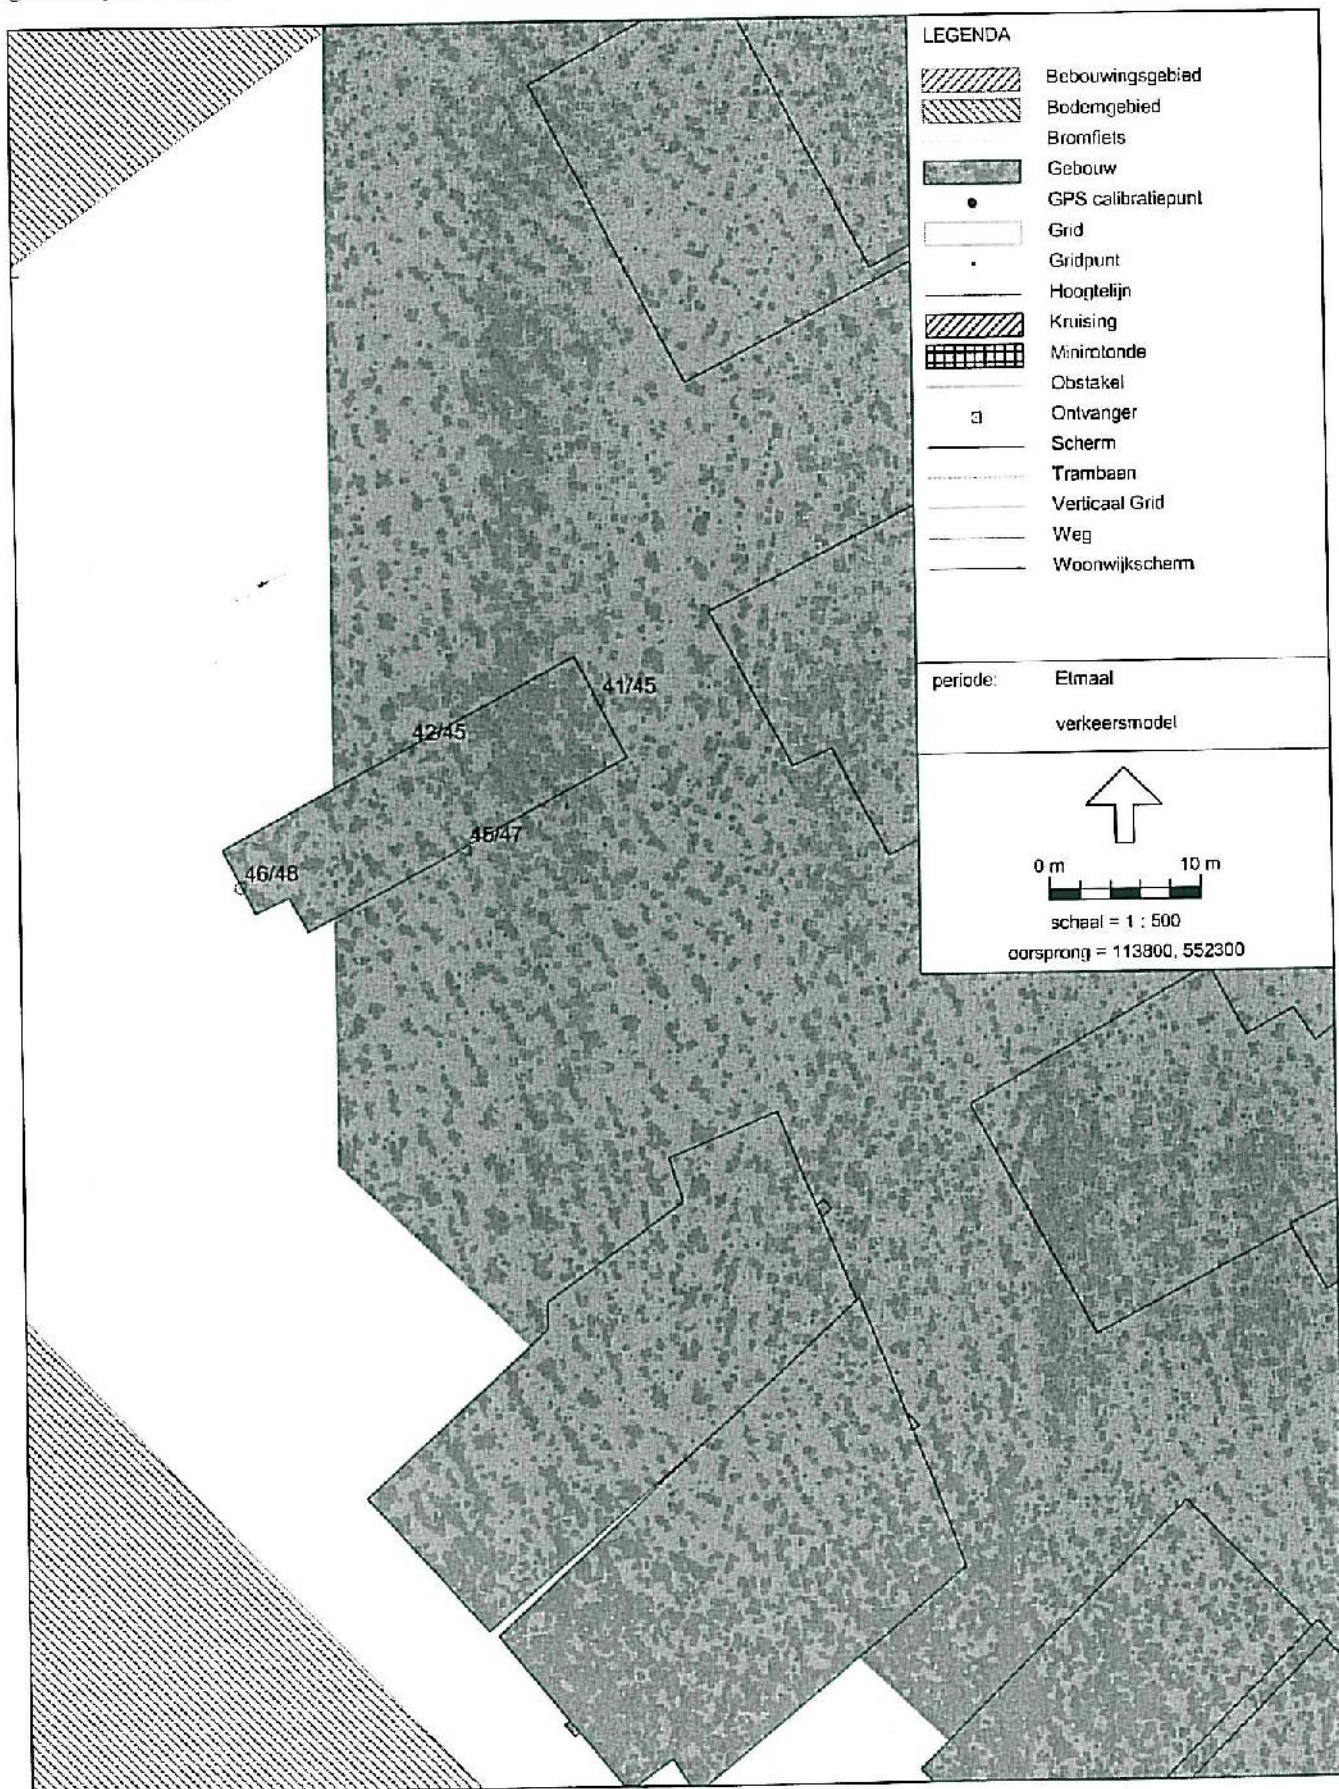 LEGENDA
Bebouwingsgebied
Bodemgebied
Bromfiets
Gebouw
GPS calibratiepunt
Grid
Gridpunt
Hoogtelijn
Kruising
Minirotonde
Obstakel
Ontvanger
Scherm
Trambaan
Verticaal Grid
Weg
Woonwijkscherm
periode: Etmaal
verkeersmodel
0 m 10 m
schaal = 1 : 500
oorsprong = 113800, 552300
41/45
42/45
45/47
46/48